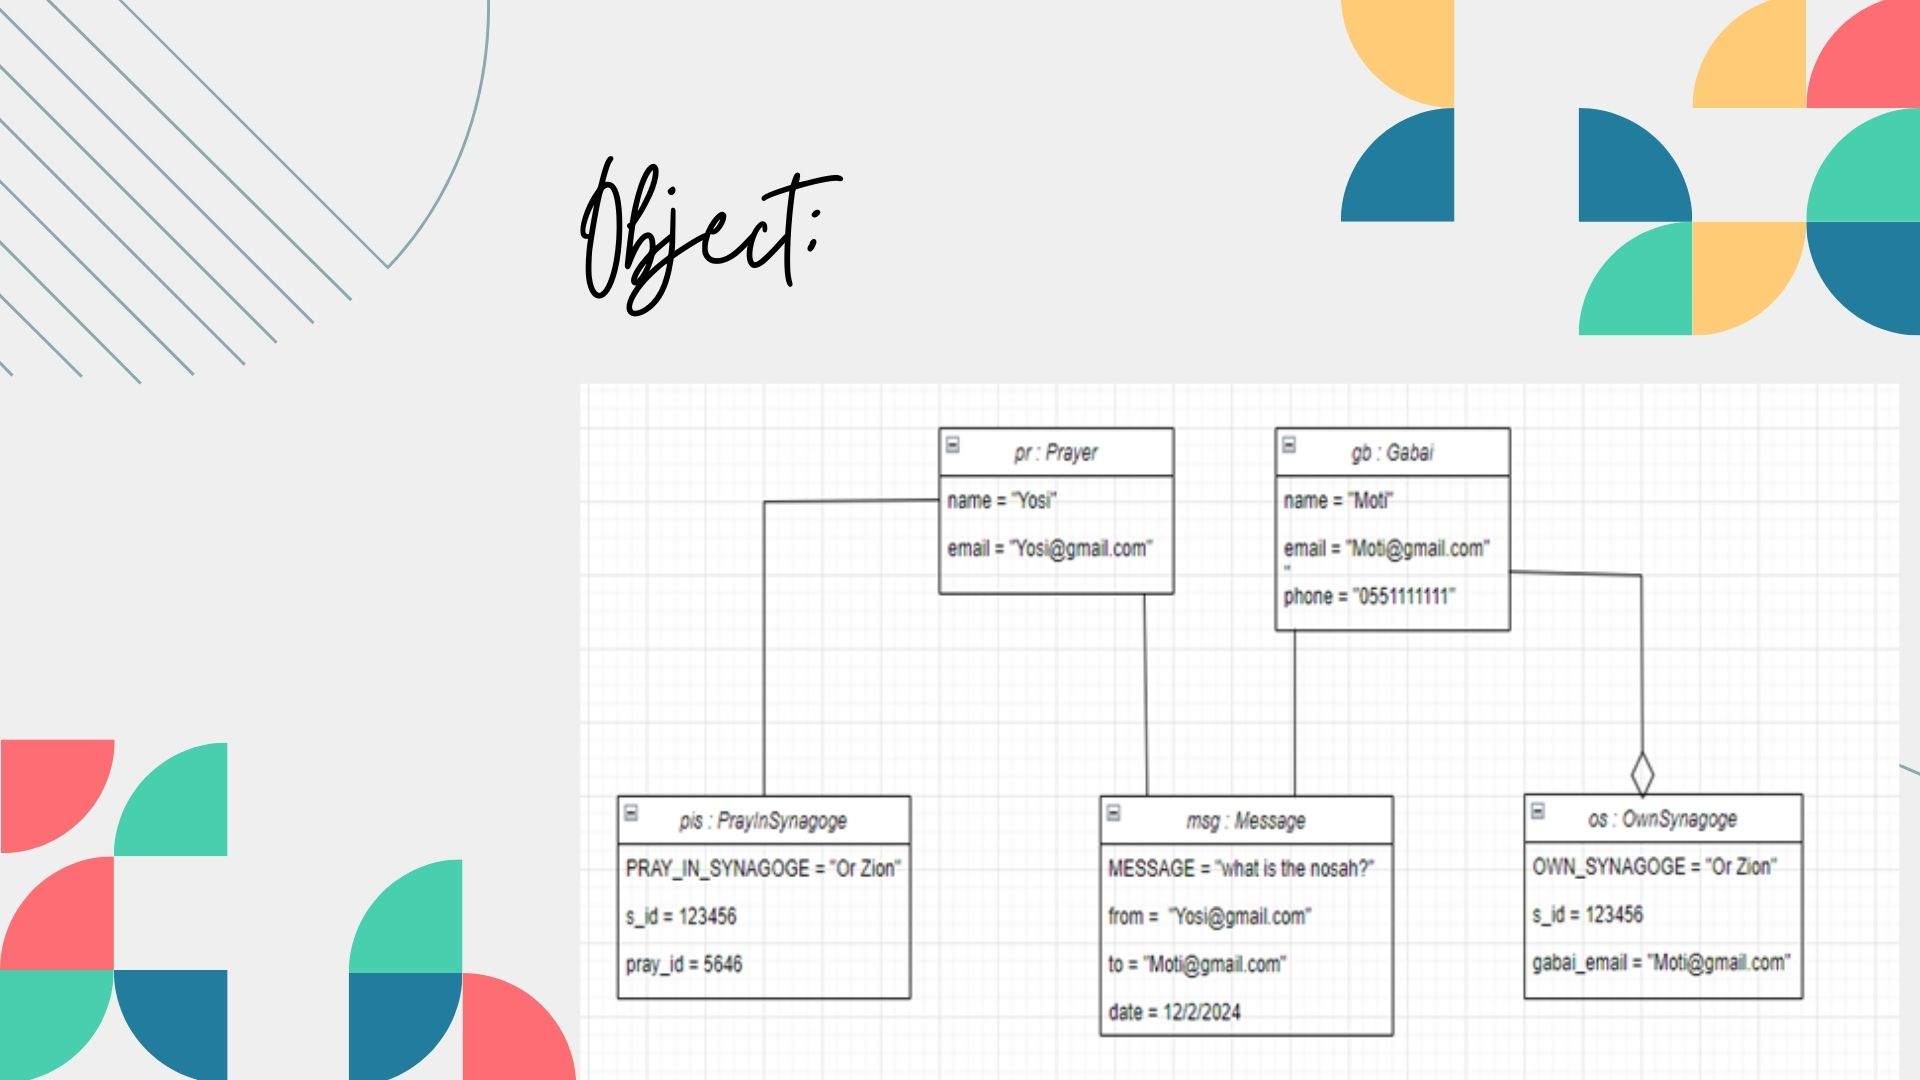 Object:
pr : Prayer
name = "Yosi"
email = "Yosi@gmail.com"
gb : Gabai
name = "Moti"
email = "Moti@gmail.com"
"
phone = "0551111111"
pis : PrayInSynagoge
PRAY_IN_SYNAGOGE = "Or Zion"
s_id = 123456
pray_id = 5646
msg : Message
MESSAGE = "what is the nosah?"
from = "Yosi@gmail.com"
to = "Moti@gmail.com"
date = 12/2/2024
os : OwnSynagoge
OWN_SYNAGOGE = "Or Zion"
s_id = 123456
gabai_email = "Moti@gmail.com"